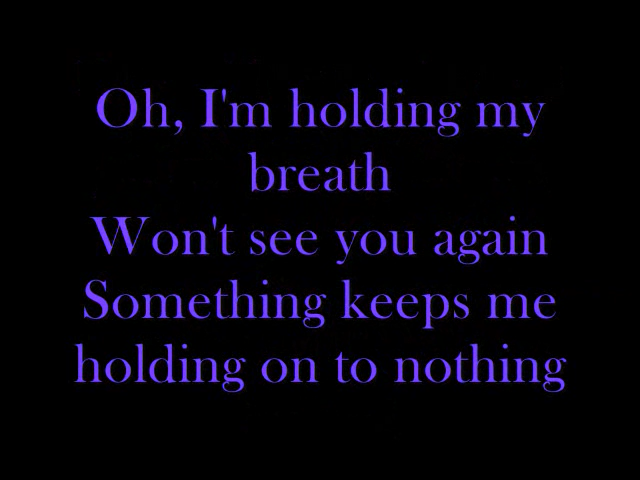 Oh, I'm holding my
breath
Won't see you again
Something keeps me
holding on to nothing